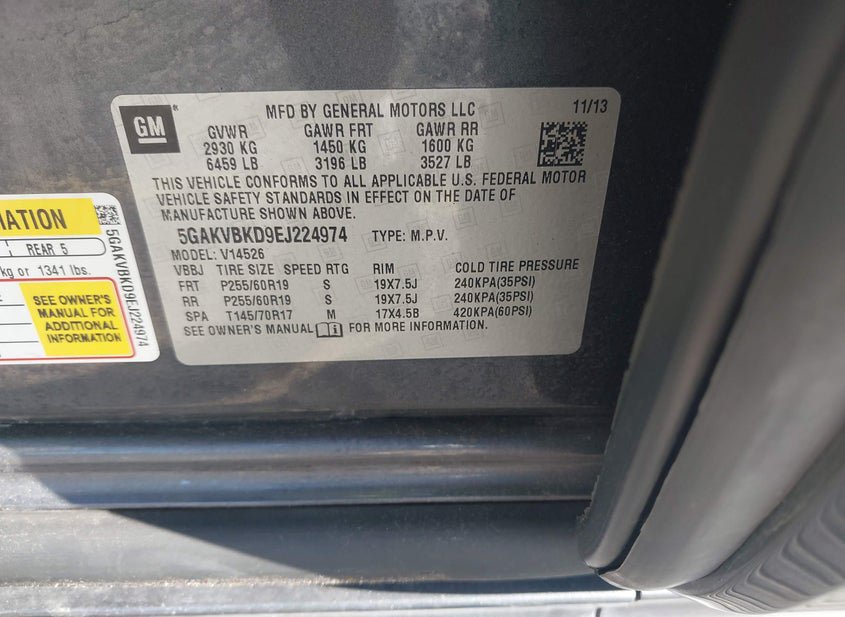 GM
MFD BY GENERAL MOTORS LLC 11/13
GVWR GAWR FRT GAWR RR
2930 KG 1450 KG 1600 KG
6459 LB 3196 LB 3527 LB
THIS VEHICLE CONFORMS TO ALL APPLICABLE U.S. FEDERAL MOTOR
VEHICLE SAFETY STANDARDS IN EFFECT ON THE DATE OF
MANUFACTURE SHOWN ABOVE.
5GAKVBKD9EJ224974 TYPE: M.P.V.
MODEL: V14526
VBBJ TIRE SIZE SPEED RTG RIM COLD TIRE PRESSURE
FRT P255/60R19 S 19X7.5J 240KPA(35PSI)
RR P255/60R19 S 19X7.5J 240KPA(35PSI)
SPA T145/70R17 M 17X4.5B 420KPA(60PSI)
SEE OWNER'S MANUAL FOR MORE INFORMATION.
REAR 5
kg or 1341 lbs.
SEE OWNER'S
MANUAL FOR
ADDITIONAL
INFORMATION
5GAKVBKD9EJ224974